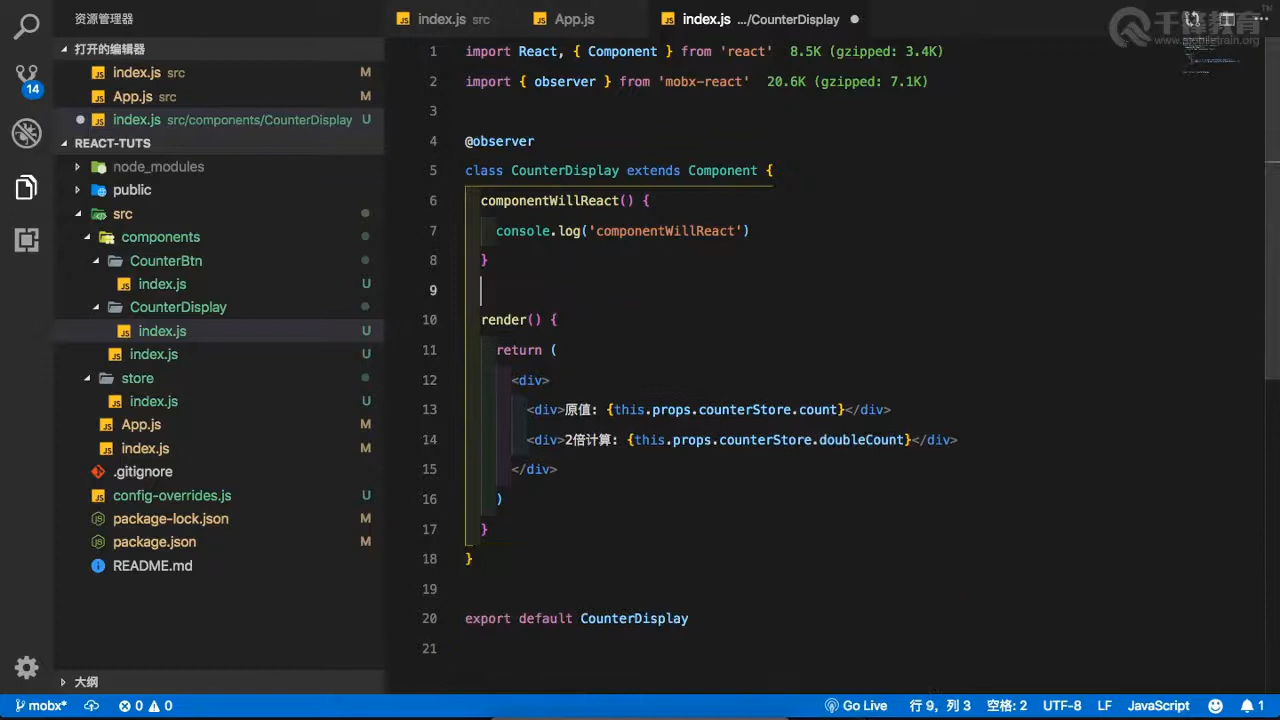 资源管理器
index.js src
App.js
index.js .../CounterDisplay
千锋教育
www.mobiletrain.org
打开的编辑器
index.js src M
App.js src M
index.js src/components/CounterDisplay U
14
REACT-TUTS
node_modules
public
src
components
CounterBtn
index.js U
CounterDisplay
index.js U
index.js U
store
index.js U
App.js M
index.js M
.gitignore
config-overrides.js U
package-lock.json M
package.json M
README.md
大纲
1 import React, { Component } from 'react' 8.5K (gzipped: 3.4K)
2 import { observer } from 'mobx-react' 20.6K (gzipped: 7.1K)
3
4 @observer
5 class CounterDisplay extends Component {
6 componentWillReact() {
7 console.log('componentWillReact')
8 }
9
10 render() {
11 return (
12 <div>
13 <div>原值: {this.props.counterStore.count}</div>
14 <div>2倍计算: {this.props.counterStore.doubleCount}</div>
15 </div>
16 )
17 }
18 }
19
20 export default CounterDisplay
21
mobx* 0 0 Go Live 行 9, 列 3 空格: 2 UTF-8 LF JavaScript 1